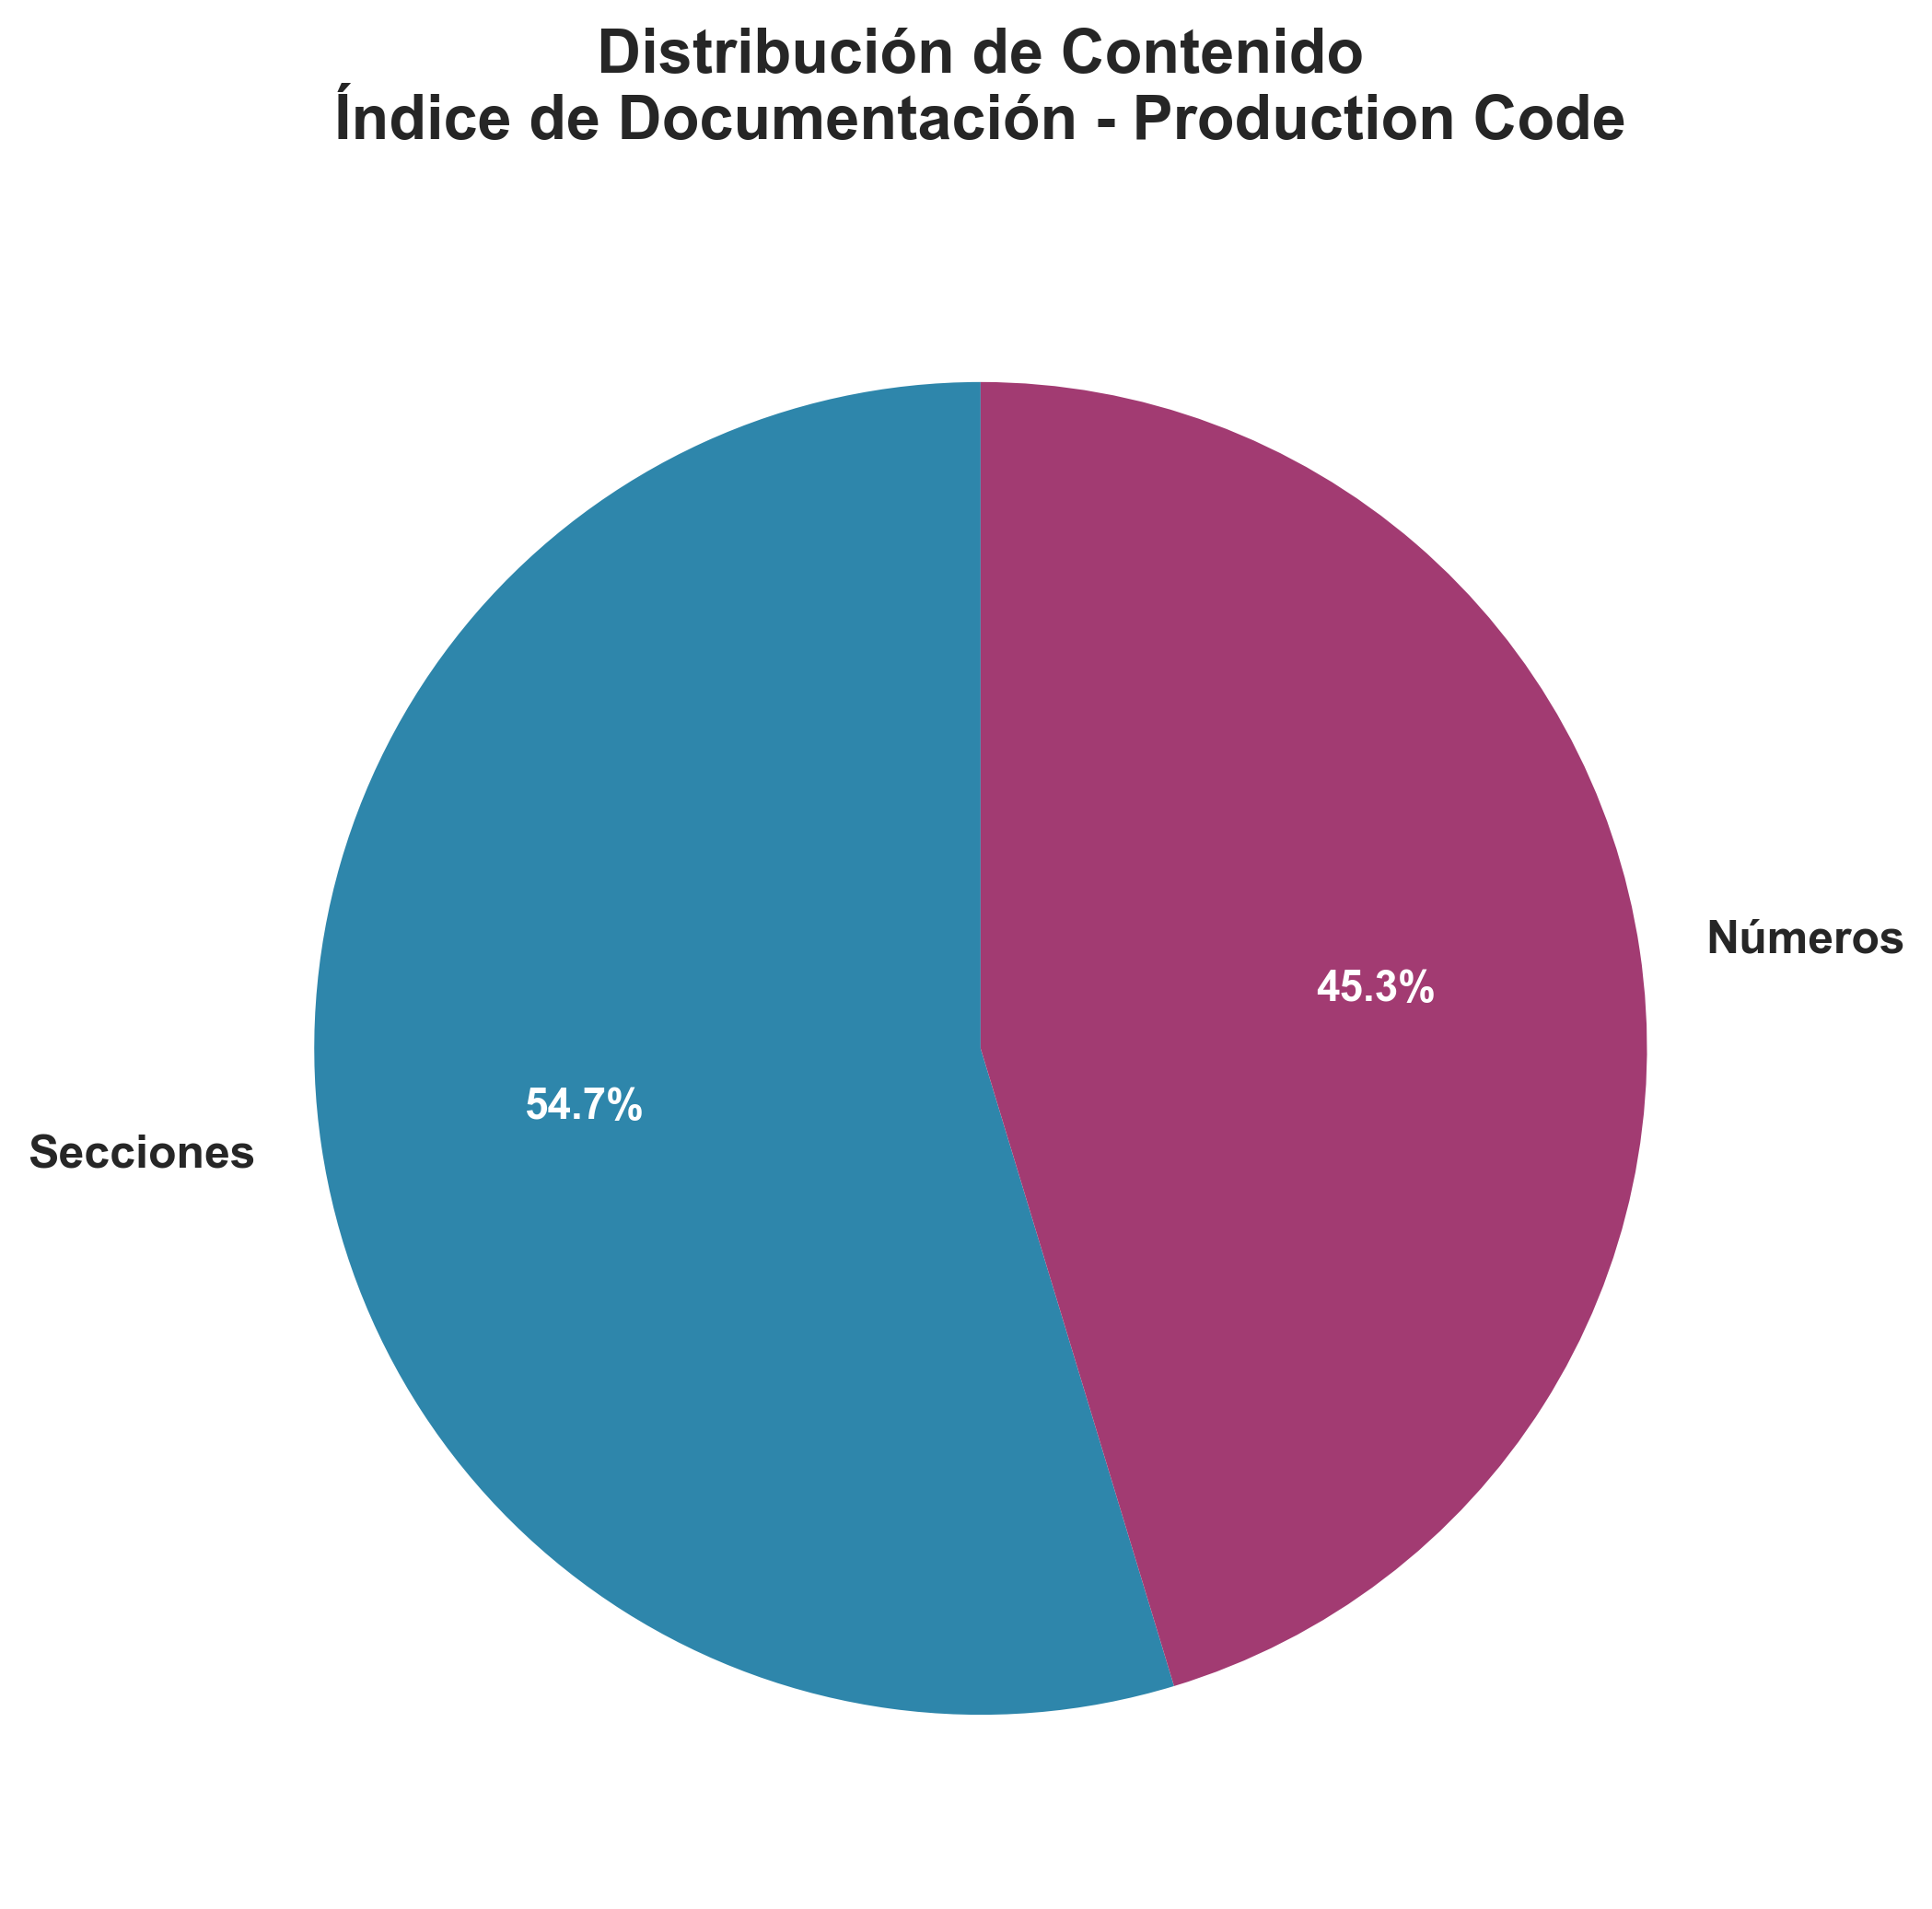 Distribución de Contenido
Índice de Documentación - Production Code
Números
45.3%
54.7%
Secciones